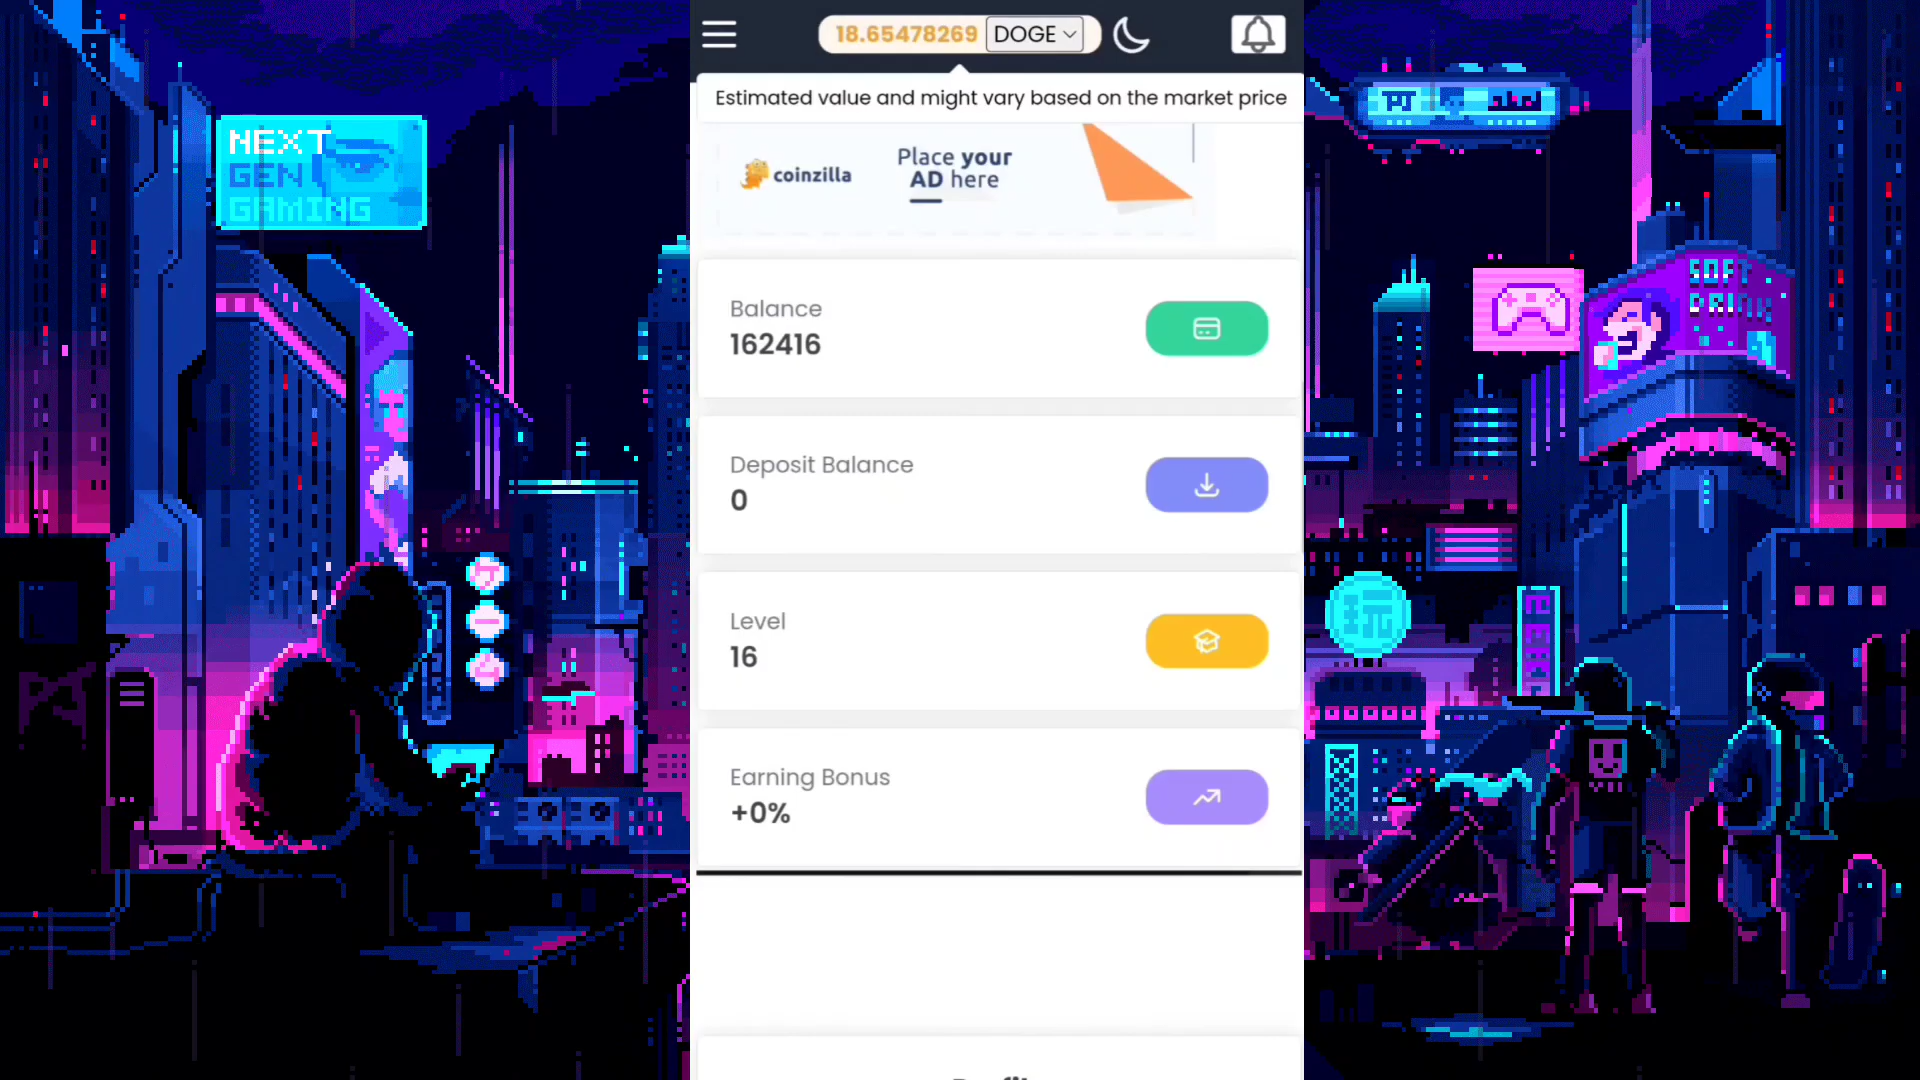 NEXT
GEN
GAMING
18.65478269 DOGE
Estimated value and might vary based on the market price
coinzilla
Place your
AD here
Balance
162416
Deposit Balance
0
Level
16
Earning Bonus
+0%
SOFT
DRINK